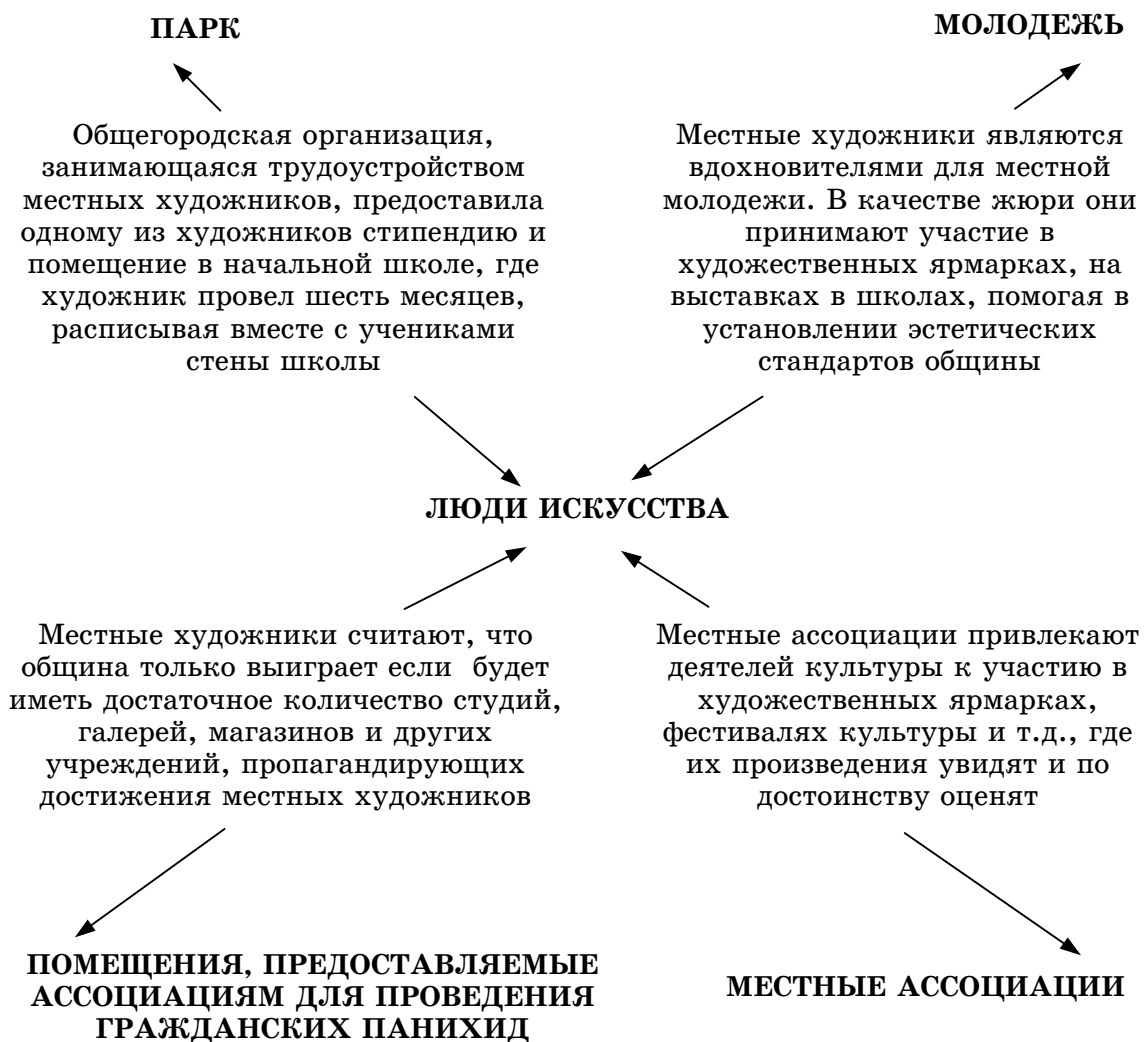 ПАРК
МОЛОДЕЖЬ
Общегородская организация,
занимающаяся трудоустройством
местных художников, предоставила
одному из художников стипендию и
помещение в начальной школе, где
художник провел шесть месяцев,
расписывая вместе с учениками
стены школы
Местные художники являются
вдохновителями для местной
молодежи. В качестве жюри они
принимают участие в
художественных ярмарках, на
выставках в школах, помогая в
установлении эстетических
стандартов общины
ЛЮДИ ИСКУССТВА
Местные художники считают, что
община только выиграет если будет
иметь достаточное количество студий,
галерей, магазинов и других
учреждений, пропагандирующих
достижения местных художников
Местные ассоциации привлекают
деятелей культуры к участию в
художественных ярмарках,
фестивалях культуры и т.д., где
их произведения увидят и по
достоинству оценят
ПОМЕЩЕНИЯ, ПРЕДОСТАВЛЯЕМЫЕ
АССОЦИАЦИЯМ ДЛЯ ПРОВЕДЕНИЯ
ГРАЖДАНСКИХ ПАНИХИД
МЕСТНЫЕ АССОЦИАЦИИ